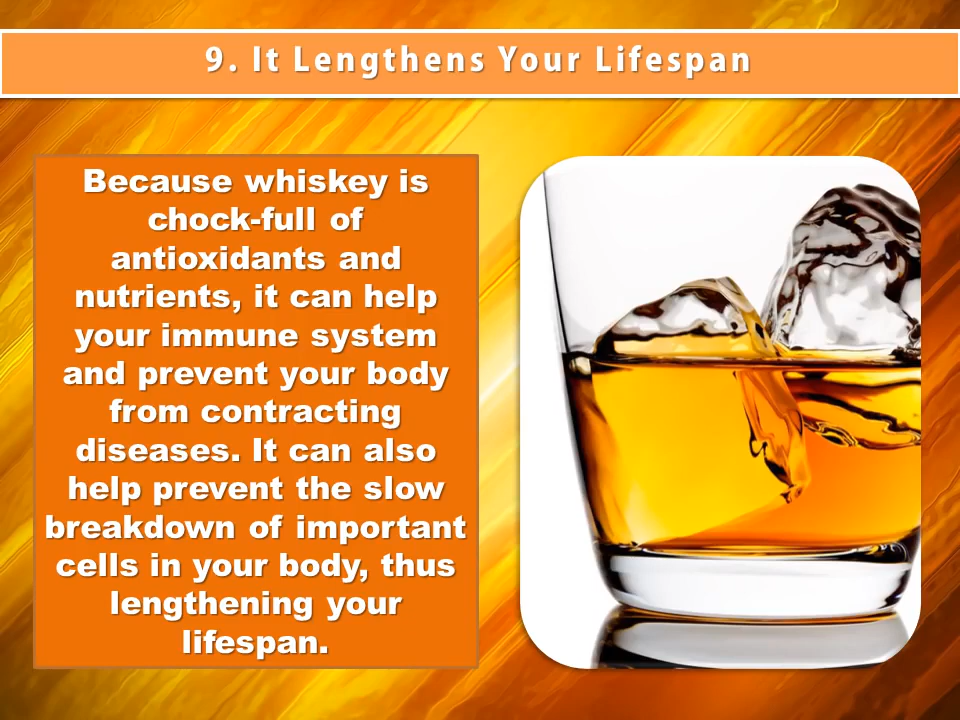 9. It Lengthens Your Lifespan
Because whiskey is
chock-full of
antioxidants and
nutrients, it can help
your immune system
and prevent your body
from contracting
diseases. It can also
help prevent the slow
breakdown of important
cells in your body, thus
lengthening your
lifespan.